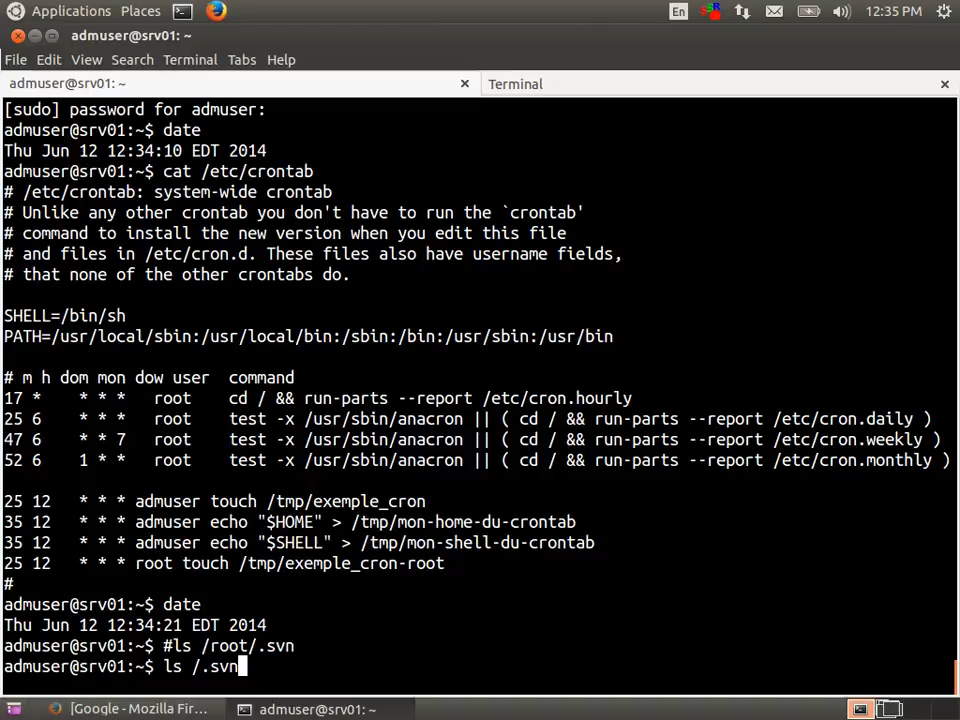 Applications Places En 12:35 PM
admuser@srv01: ~
File Edit View Search Terminal Tabs Help
admuser@srv01: ~ × Terminal ×
[sudo] password for admuser:
admuser@srv01:~$ date
Thu Jun 12 12:34:10 EDT 2014
admuser@srv01:~$ cat /etc/crontab
# /etc/crontab: system-wide crontab
# Unlike any other crontab you don't have to run the `crontab'
# command to install the new version when you edit this file
# and files in /etc/cron.d. These files also have username fields,
# that none of the other crontabs do.
SHELL=/bin/sh
PATH=/usr/local/sbin:/usr/local/bin:/sbin:/bin:/usr/sbin:/usr/bin
# m h dom mon dow user  command
17 *   * * *   root    cd / && run-parts --report /etc/cron.hourly
25 6   * * *   root    test -x /usr/sbin/anacron || ( cd / && run-parts --report /etc/cron.daily )
47 6   * * 7   root    test -x /usr/sbin/anacron || ( cd / && run-parts --report /etc/cron.weekly )
52 6   1 * *   root    test -x /usr/sbin/anacron || ( cd / && run-parts --report /etc/cron.monthly )
25 12   * * * admuser touch /tmp/exemple_cron
35 12   * * * admuser echo "$HOME" > /tmp/mon-home-du-crontab
35 12   * * * admuser echo "$SHELL" > /tmp/mon-shell-du-crontab
25 12   * * * root touch /tmp/exemple_cron-root
#
admuser@srv01:~$ date
Thu Jun 12 12:34:21 EDT 2014
admuser@srv01:~$ #ls /root/.svn
admuser@srv01:~$ ls /.svn
[Google - Mozilla Fir... admuser@srv01: ~